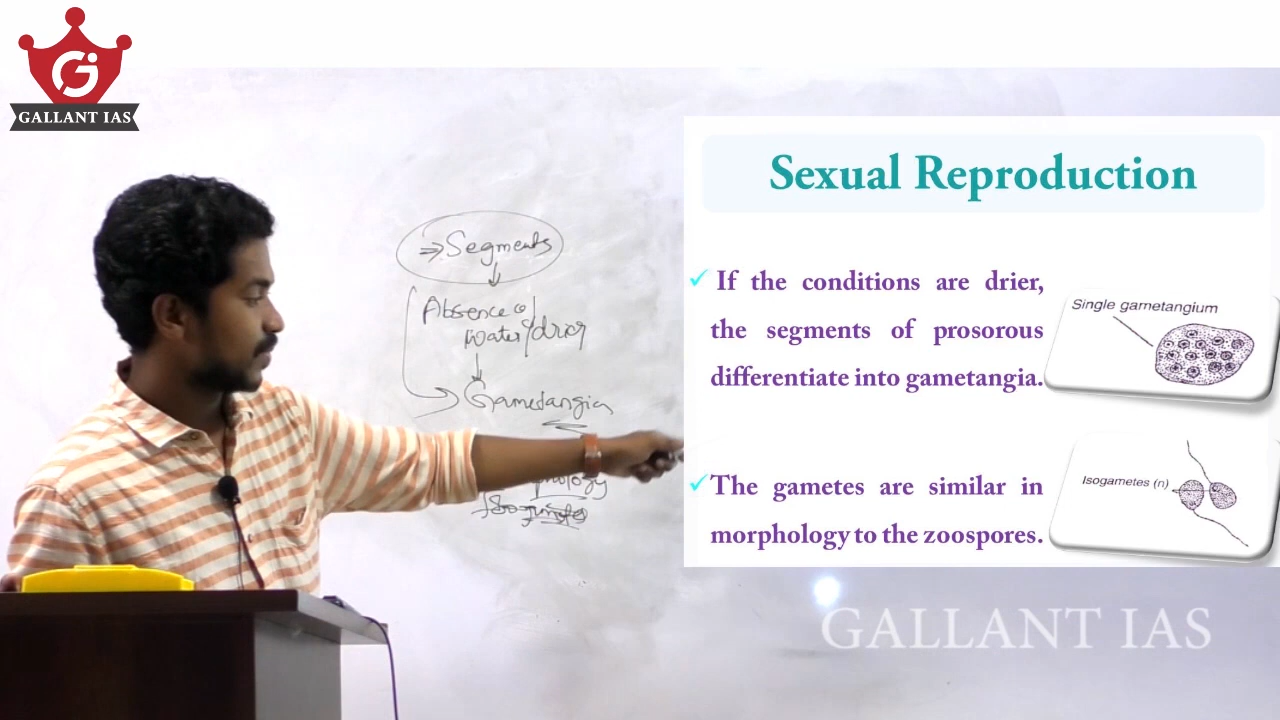 GALLANT IAS
⇒ Segments
Absence of
water/drier
Gametangia
Sexual Reproduction
✓ If the conditions are drier,
the segments of prosorous
differentiate into gametangia.
Single gametangium
✓The gametes are similar in
morphology to the zoospores.
Isogametes (n)
GALLANT IAS